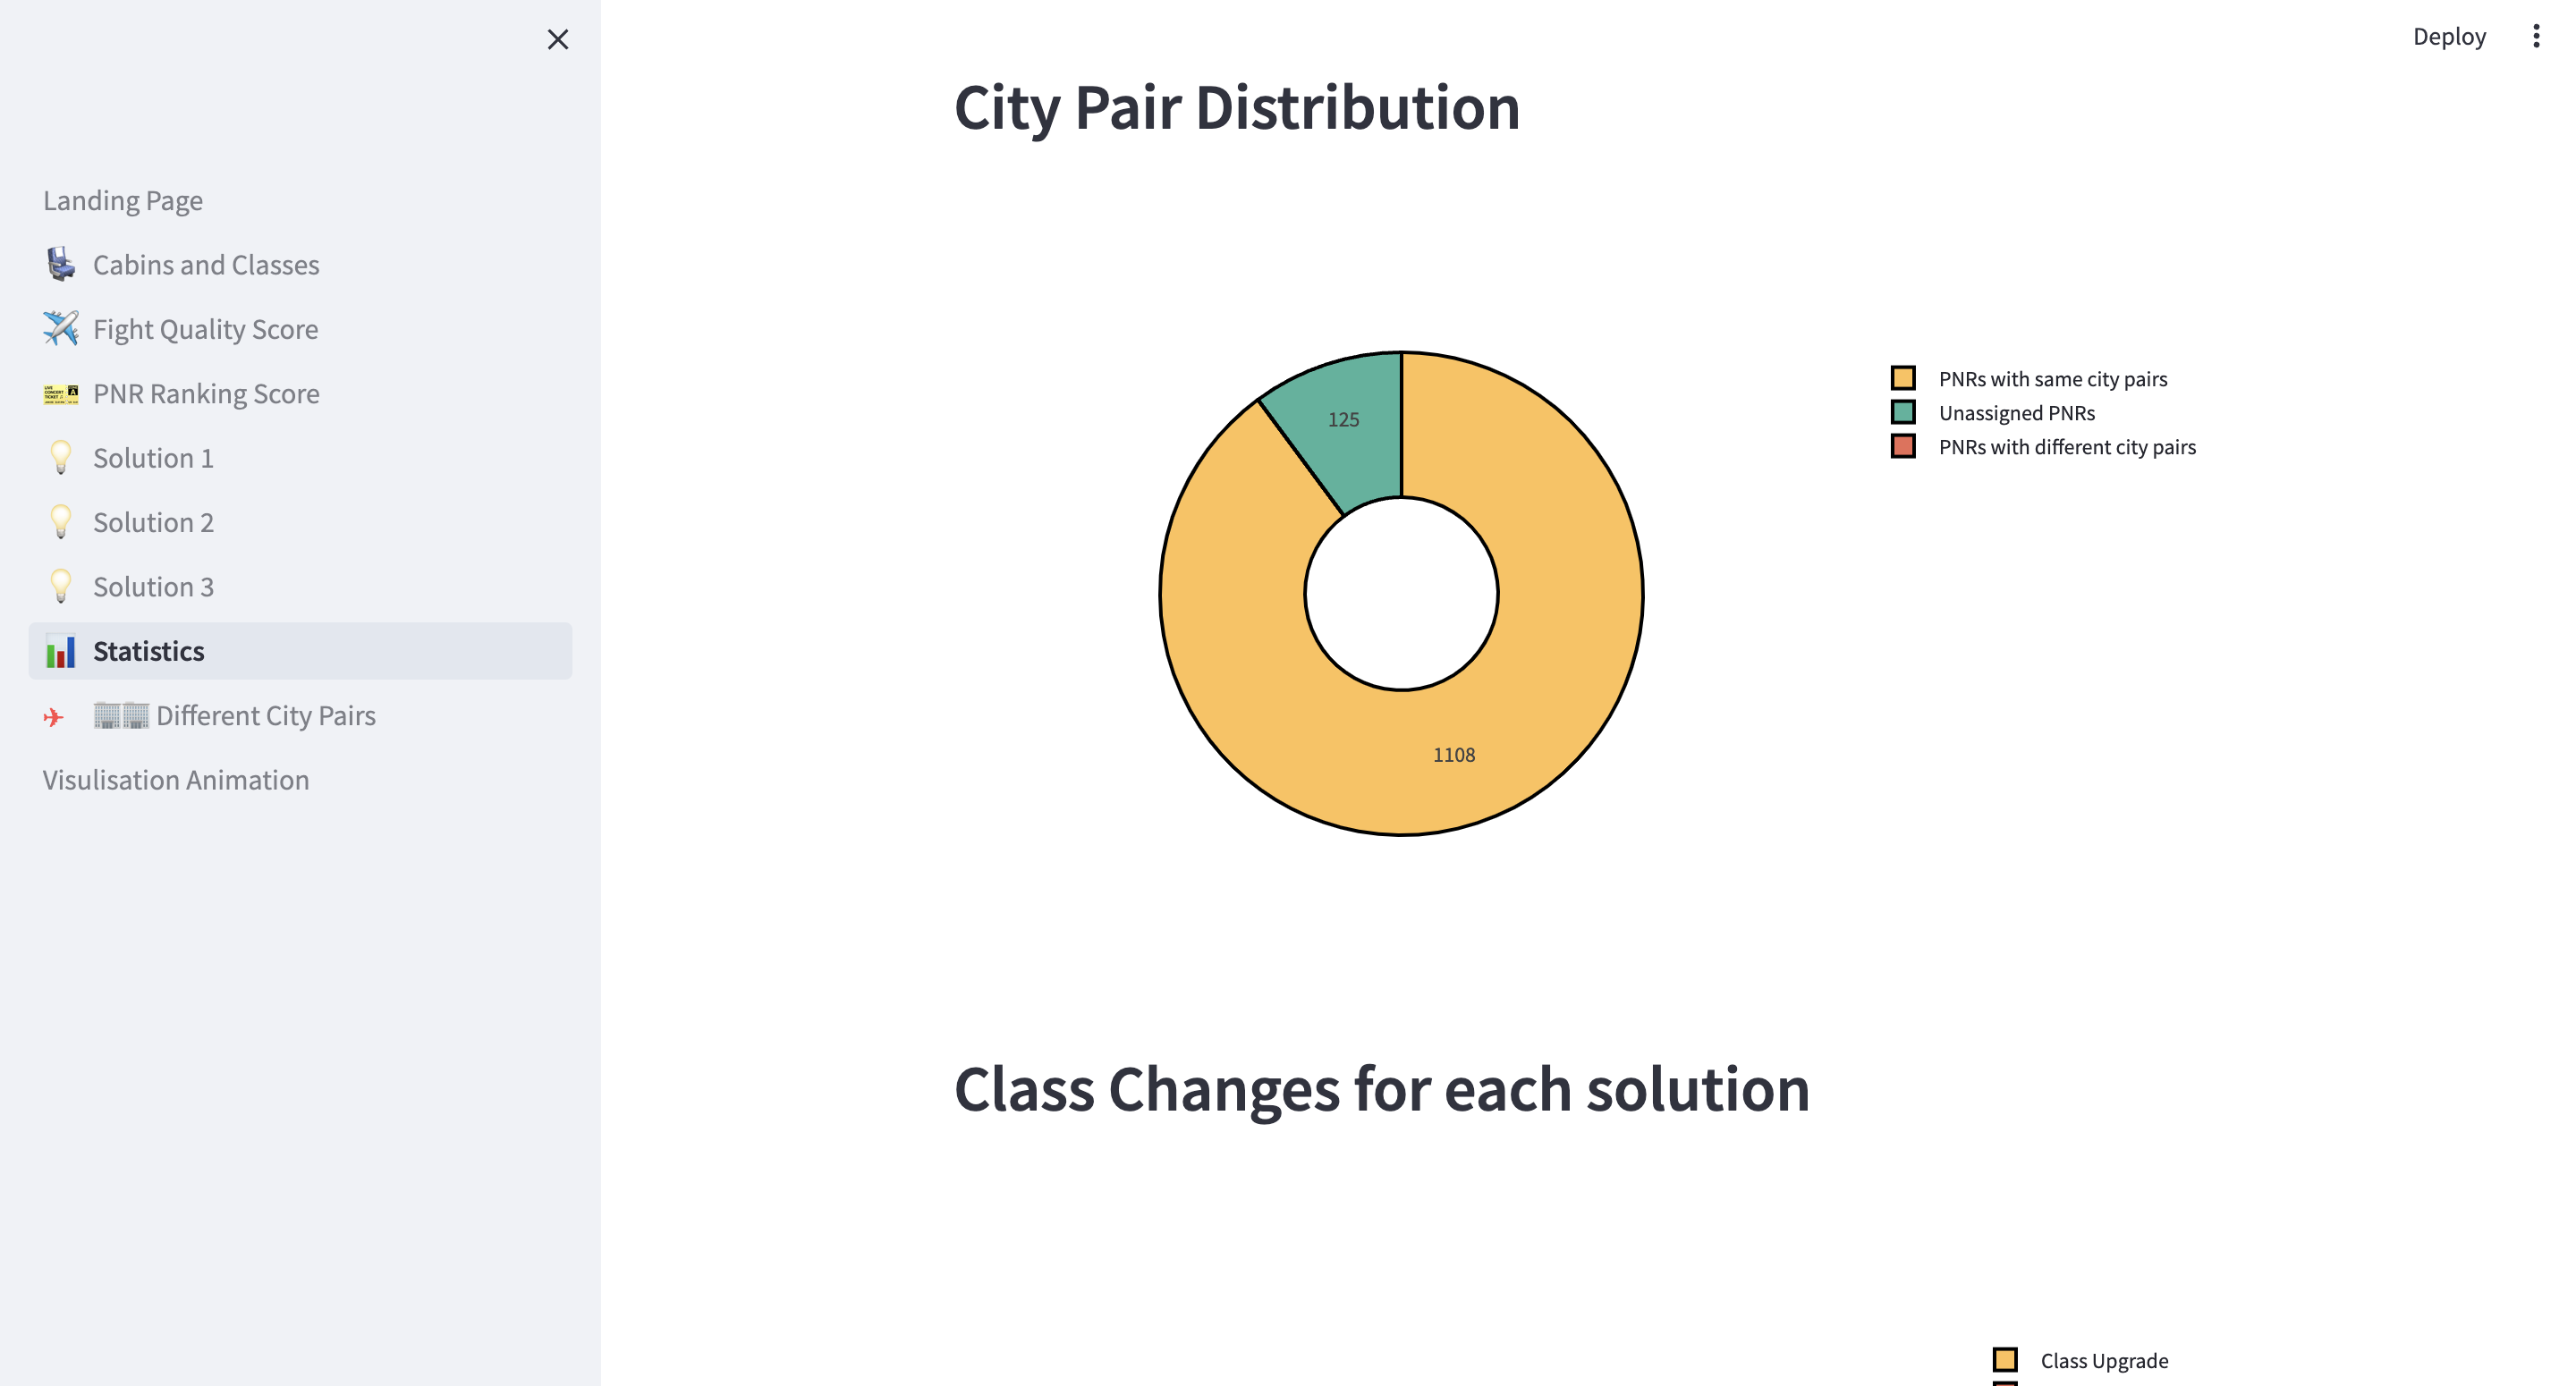 Deploy
City Pair Distribution
Landing Page
Cabins and Classes
Fight Quality Score
PNR Ranking Score
Solution 1
Solution 2
Solution 3
Statistics
Different City Pairs
Visulisation Animation
125
1108
PNRs with same city pairs
Unassigned PNRs
PNRs with different city pairs
Class Changes for each solution
Class Upgrade